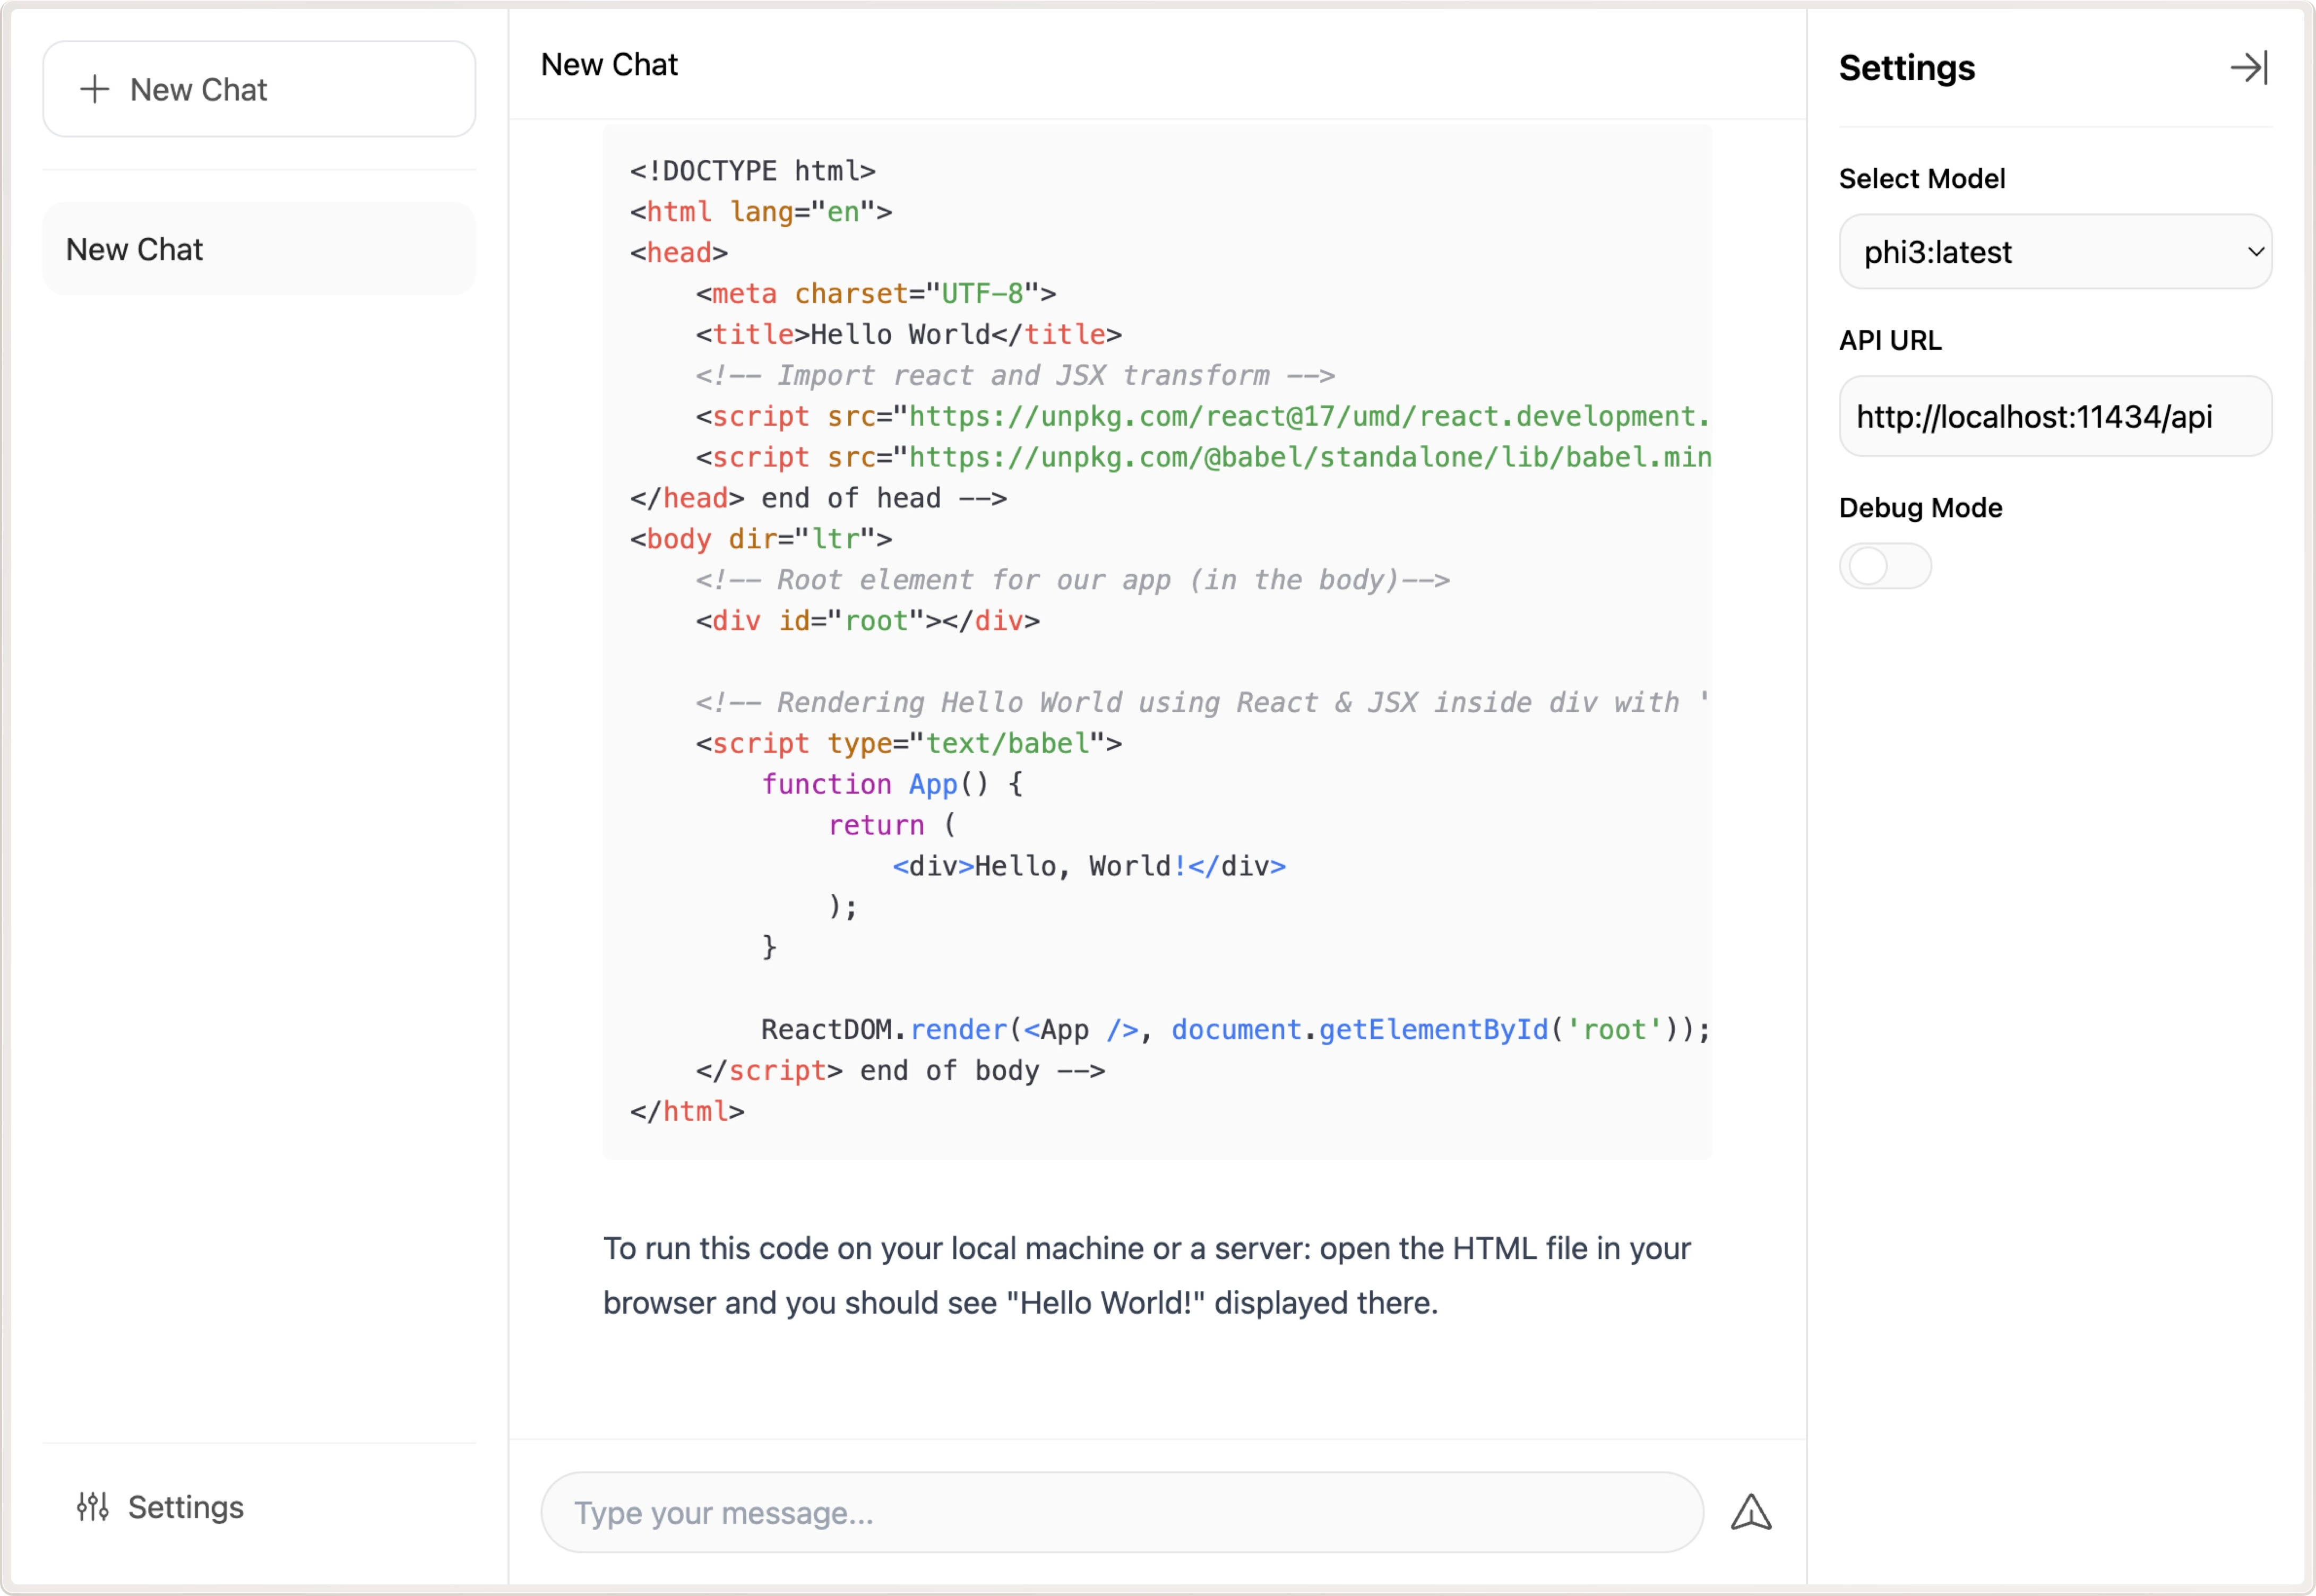 New Chat
New Chat
Settings
New Chat
<!DOCTYPE html>
<html lang="en">
<head>
    <meta charset="UTF-8">
    <title>Hello World</title>
    <!-- Import react and JSX transform -->
    <script src="https://unpkg.com/react@17/umd/react.development.
    <script src="https://unpkg.com/@babel/standalone/lib/babel.min
</head> end of head -->
<body dir="ltr">
    <!-- Root element for our app (in the body)-->
    <div id="root"></div>
    <!-- Rendering Hello World using React & JSX inside div with '
    <script type="text/babel">
        function App() {
            return (
                <div>Hello, World!</div>
            );
        }
        ReactDOM.render(<App />, document.getElementById('root'));
    </script> end of body -->
</html>
To run this code on your local machine or a server: open the HTML file in your
browser and you should see "Hello World!" displayed there.
Type your message...
Settings
Select Model
phi3:latest
API URL
http://localhost:11434/api
Debug Mode